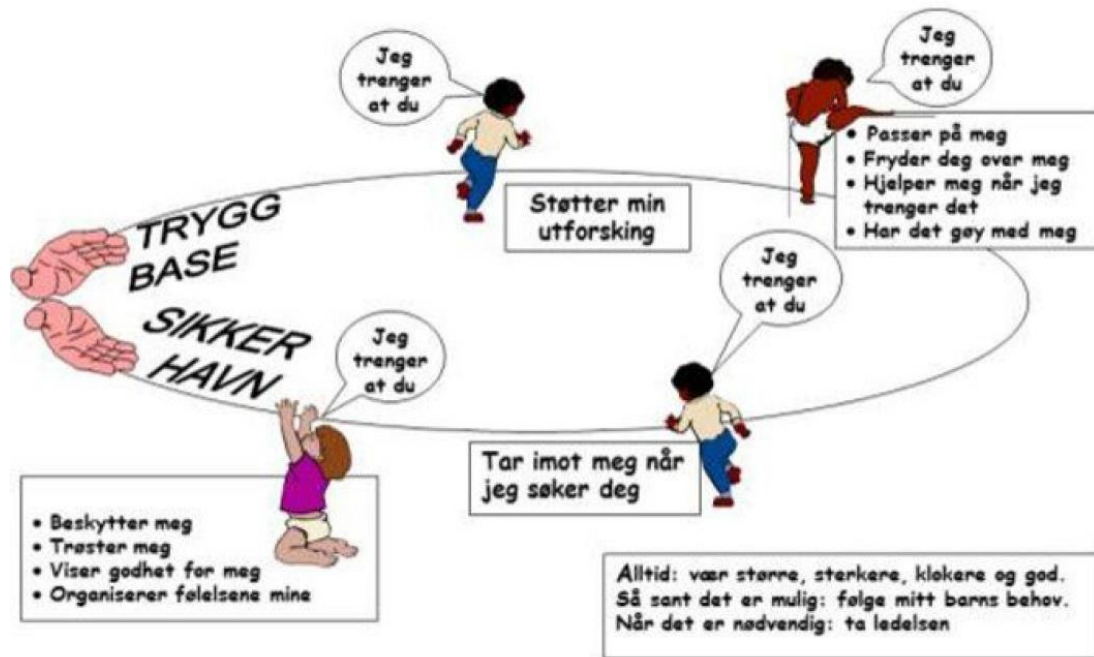 Jeg
trenger
at du
Jeg
trenger
at du
• Passer på meg
• Fryder deg over meg
• Hjelper meg når jeg
trenger det
• Har det gøy med meg
Støtter min
utforsking
TRYGG
BASE
Jeg
trenger
at du
SIKKER
HAVN
Jeg
trenger
at du
Tar imot meg når
jeg søker deg
• Beskytter meg
• Trøster meg
• Viser godhet for meg
• Organiserer følelsene mine
Alltid: vær større, sterkere, klokere og god.
Så sant det er mulig: følge mitt barns behov.
Når det er nødvendig: ta ledelsen